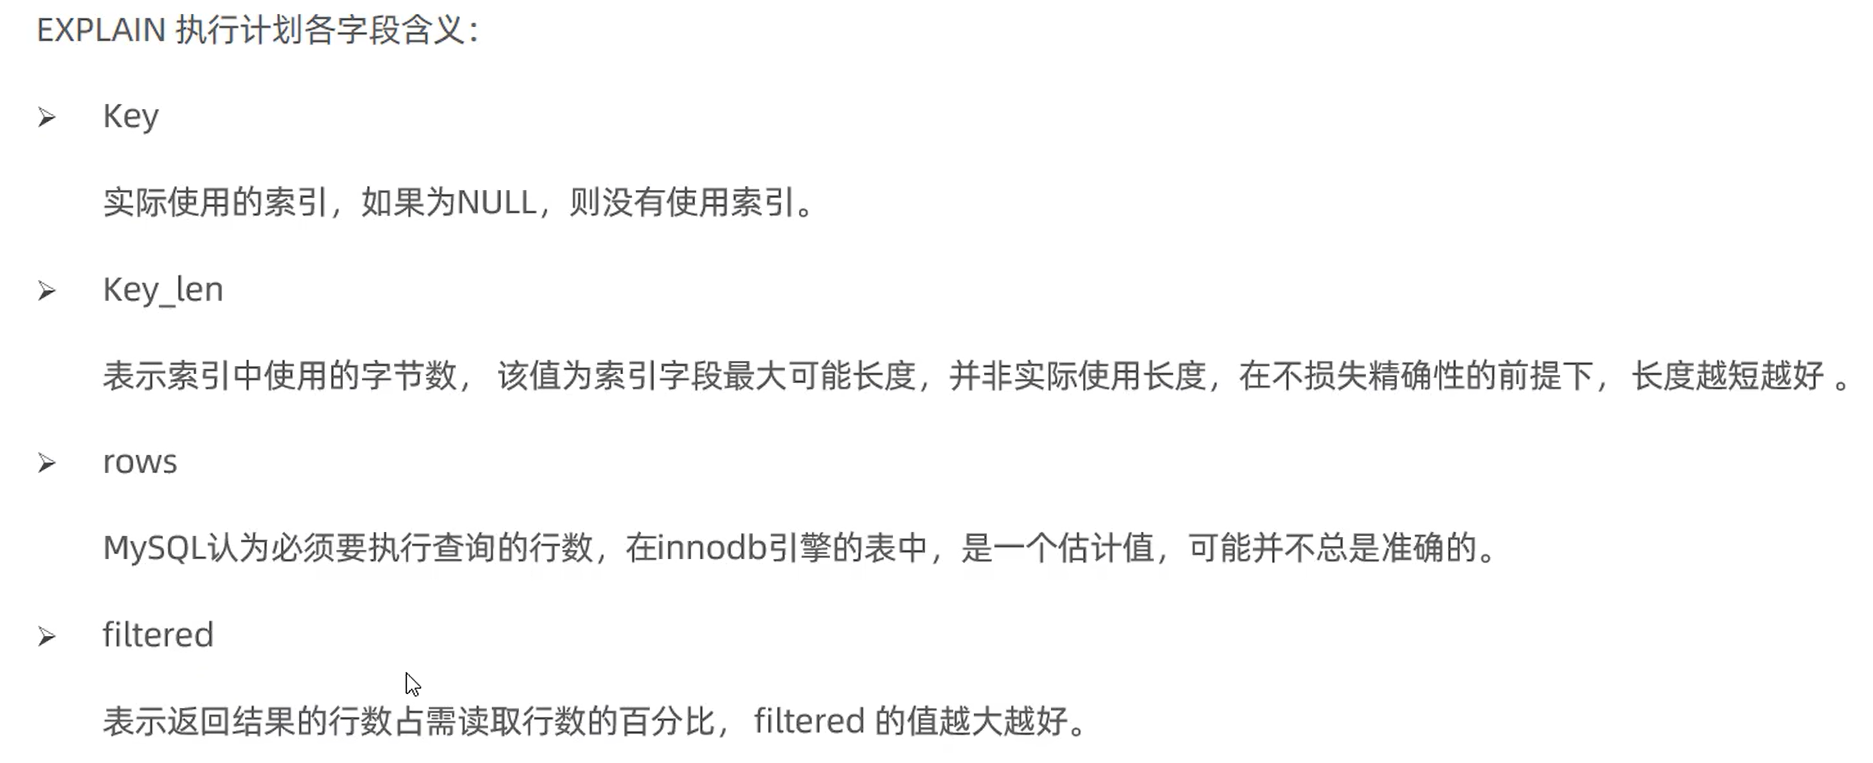 EXPLAIN 执行计划各字段含义：
➢ Key
实际使用的索引，如果为NULL，则没有使用索引。
➢ Key_len
表示索引中使用的字节数， 该值为索引字段最大可能长度，并非实际使用长度，在不损失精确性的前提下， 长度越短越好 。
➢ rows
MySQL认为必须要执行查询的行数，在innodb引擎的表中，是一个估计值，可能并不总是准确的。
➢ filtered
表示返回结果的行数占需读取行数的百分比， filtered 的值越大越好。